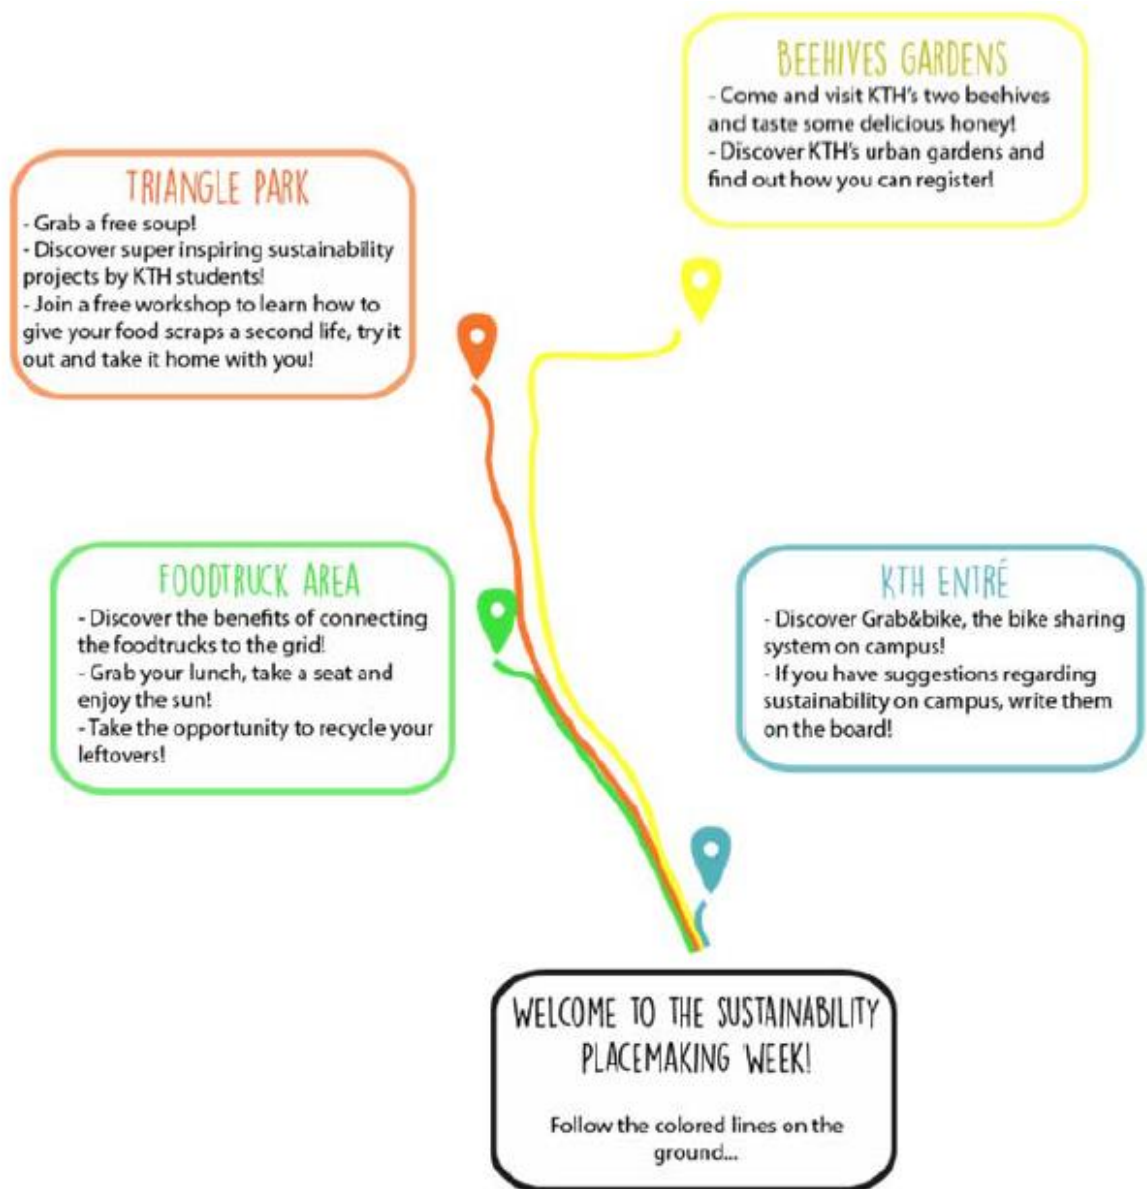 BEEHIVES GARDENS
- Come and visit KTH's two beehives
and taste some delicious honey!
- Discover KTH's urban gardens and
find out how you can register!
TRIANGLE PARK
- Grab a free soup!
- Discover super inspiring sustainability
projects by KTH students!
- Join a free workshop to learn how to
give your food scraps a second life, try it
out and take it home with you!
FOODTRUCK AREA
- Discover the benefits of connecting
the foodtrucks to the grid!
- Grab your lunch, take a seat and
enjoy the sun!
- Take the opportunity to recycle your
leftovers!
KTH ENTRÉ
- Discover Grab&bike, the bike sharing
system on campus!
- If you have suggestions regarding
sustainability on campus, write them
on the board!
WELCOME TO THE SUSTAINABILITY
PLACEMAKING WEEK!
Follow the colored lines on the
ground...